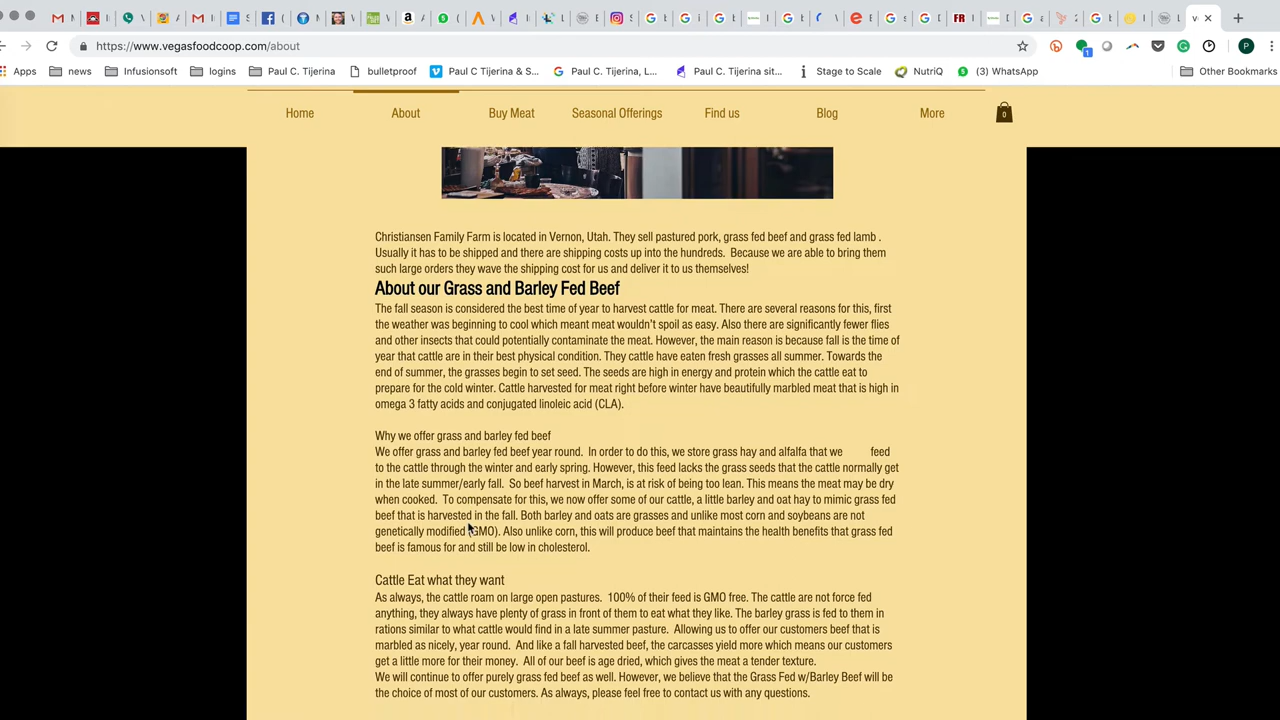 https://www.vegasfoodcoop.com/about
Apps news Infusionsoft logins Paul C. Tijerina bulletproof Paul C Tijerina & S... Paul C. Tijerina, L... Paul C. Tijerina sit... Stage to Scale NutriQ (3) WhatsApp Other Bookmarks
Home About Buy Meat Seasonal Offerings Find us Blog More 0
Christiansen Family Farm is located in Vernon, Utah. They sell pastured pork, grass fed beef and grass fed lamb .
Usually it has to be shipped and there are shipping costs up into the hundreds. Because we are able to bring them
such large orders they wave the shipping cost for us and deliver it to us themselves!
About our Grass and Barley Fed Beef
The fall season is considered the best time of year to harvest cattle for meat. There are several reasons for this, first
the weather was beginning to cool which meant meat wouldn't spoil as easy. Also there are significantly fewer flies
and other insects that could potentially contaminate the meat. However, the main reason is because fall is the time of
year that cattle are in their best physical condition. They cattle have eaten fresh grasses all summer. Towards the
end of summer, the grasses begin to set seed. The seeds are high in energy and protein which the cattle eat to
prepare for the cold winter. Cattle harvested for meat right before winter have beautifully marbled meat that is high in
omega 3 fatty acids and conjugated linoleic acid (CLA).
Why we offer grass and barley fed beef
We offer grass and barley fed beef year round. In order to do this, we store grass hay and alfalfa that we feed
to the cattle through the winter and early spring. However, this feed lacks the grass seeds that the cattle normally get
in the late summer/early fall. So beef harvest in March, is at risk of being too lean. This means the meat may be dry
when cooked. To compensate for this, we now offer some of our cattle, a little barley and oat hay to mimic grass fed
beef that is harvested in the fall. Both barley and oats are grasses and unlike most corn and soybeans are not
genetically modified (GMO). Also unlike corn, this will produce beef that maintains the health benefits that grass fed
beef is famous for and still be low in cholesterol.
Cattle Eat what they want
As always, the cattle roam on large open pastures. 100% of their feed is GMO free. The cattle are not force fed
anything, they always have plenty of grass in front of them to eat what they like. The barley grass is fed to them in
rations similar to what cattle would find in a late summer pasture. Allowing us to offer our customers beef that is
marbled as nicely, year round. And like a fall harvested beef, the carcasses yield more which means our customers
get a little more for their money. All of our beef is age dried, which gives the meat a tender texture.
We will continue to offer purely grass fed beef as well. However, we believe that the Grass Fed w/Barley Beef will be
the choice of most of our customers. As always, please feel free to contact us with any questions.